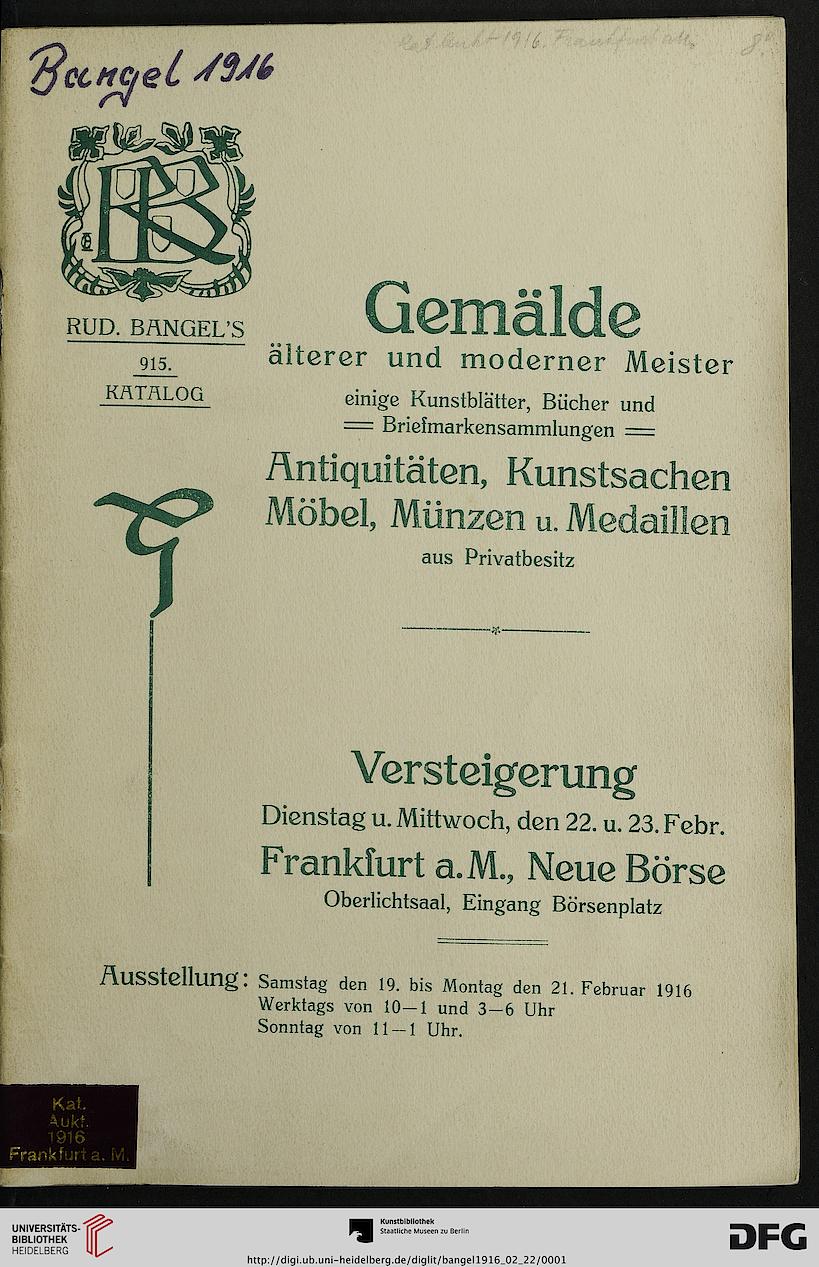 Bangel 1916
RB
RUD. BANGEL'S
915.
KATALOG
Gemälde
älterer und moderner Meister
einige Kunstblätter, Bücher und
Briefmarkensammlungen
Antiquitäten, Kunstsachen
Möbel, Münzen u. Medaillen
aus Privatbesitz
Versteigerung
Dienstag u. Mittwoch, den 22. u. 23. Febr.
Frankfurt a. M., Neue Börse
Oberlichtsaal, Eingang Börsenplatz
Ausstellung: Samstag den 19. bis Montag den 21. Februar 1916
Werktags von 10—1 und 3—6 Uhr
Sonntag von 11—1 Uhr.
Kat.
Aukt.
1916
Frankfurt a. M.
UNIVERSITÄTS-
BIBLIOTHEK
HEIDELBERG
Kunstbibliothek
Staatliche Museen zu Berlin
DFG
http://digi.ub.uni-heidelberg.de/diglit/bangel1916_02_22/0001